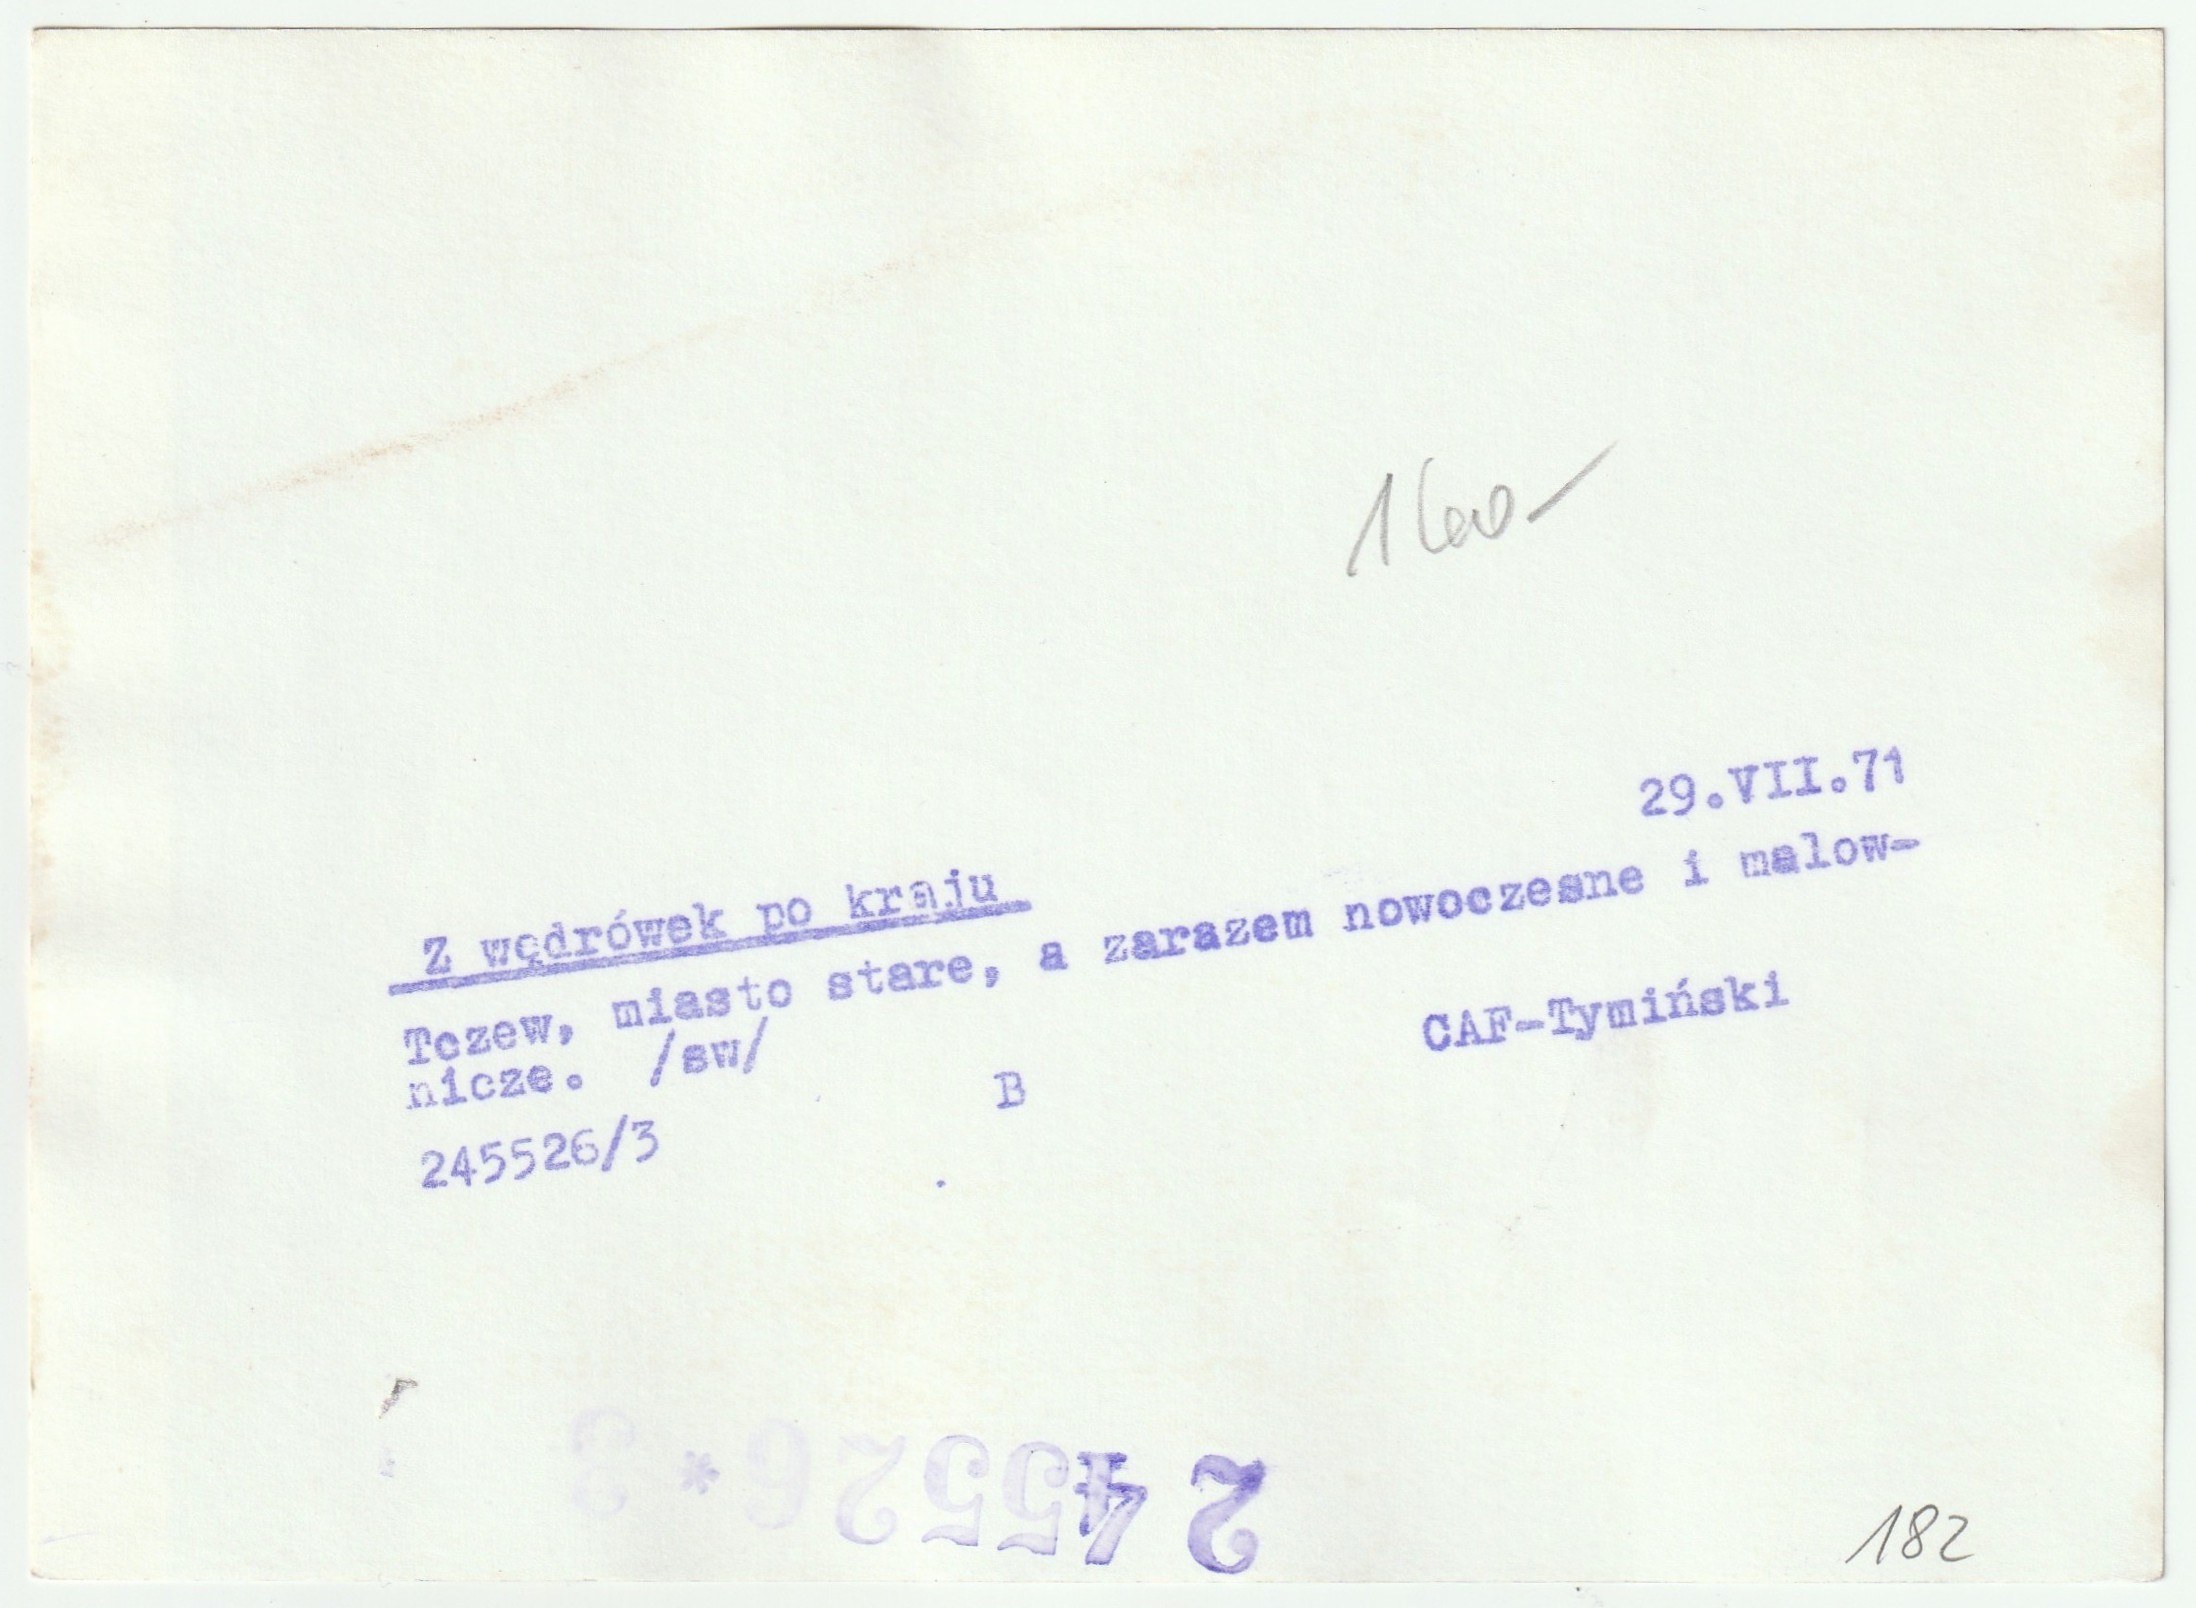 1600-
29.VII.71
Z wędrówek po kraju
Tczew, miasto stare, a zarazem nowoczesne i malow-
nicze. /sw/
CAF-Tymiński
B
245526/3
245526*3
182